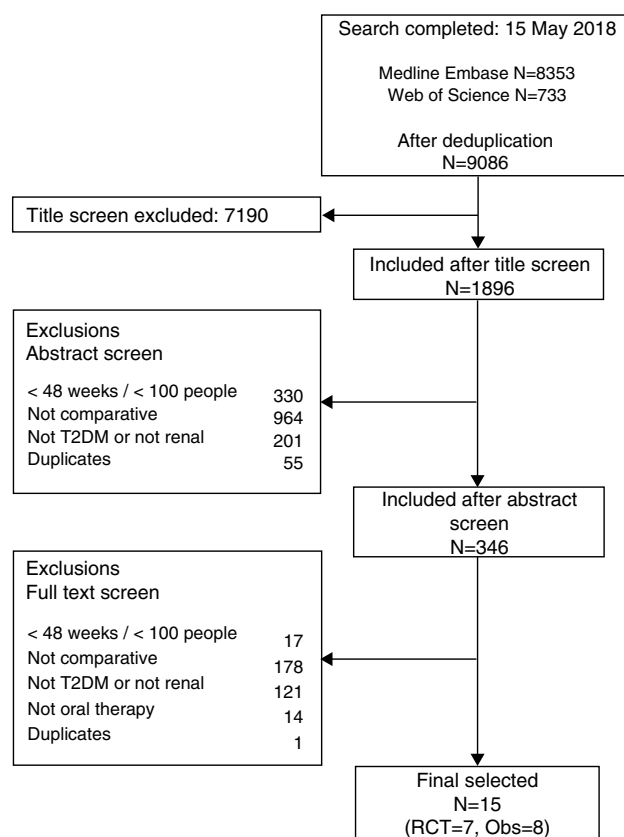 Search completed: 15 May 2018
Medline Embase N=8353
Web of Science N=733
After deduplication
N=9086
Title screen excluded: 7190
Included after title screen
N=1896
Exclusions
Abstract screen
< 48 weeks / < 100 people 330
Not comparative 964
Not T2DM or not renal 201
Duplicates 55
Included after abstract
screen
N=346
Exclusions
Full text screen
< 48 weeks / < 100 people 17
Not comparative 178
Not T2DM or not renal 121
Not oral therapy 14
Duplicates 1
Final selected
N=15
(RCT=7, Obs=8)